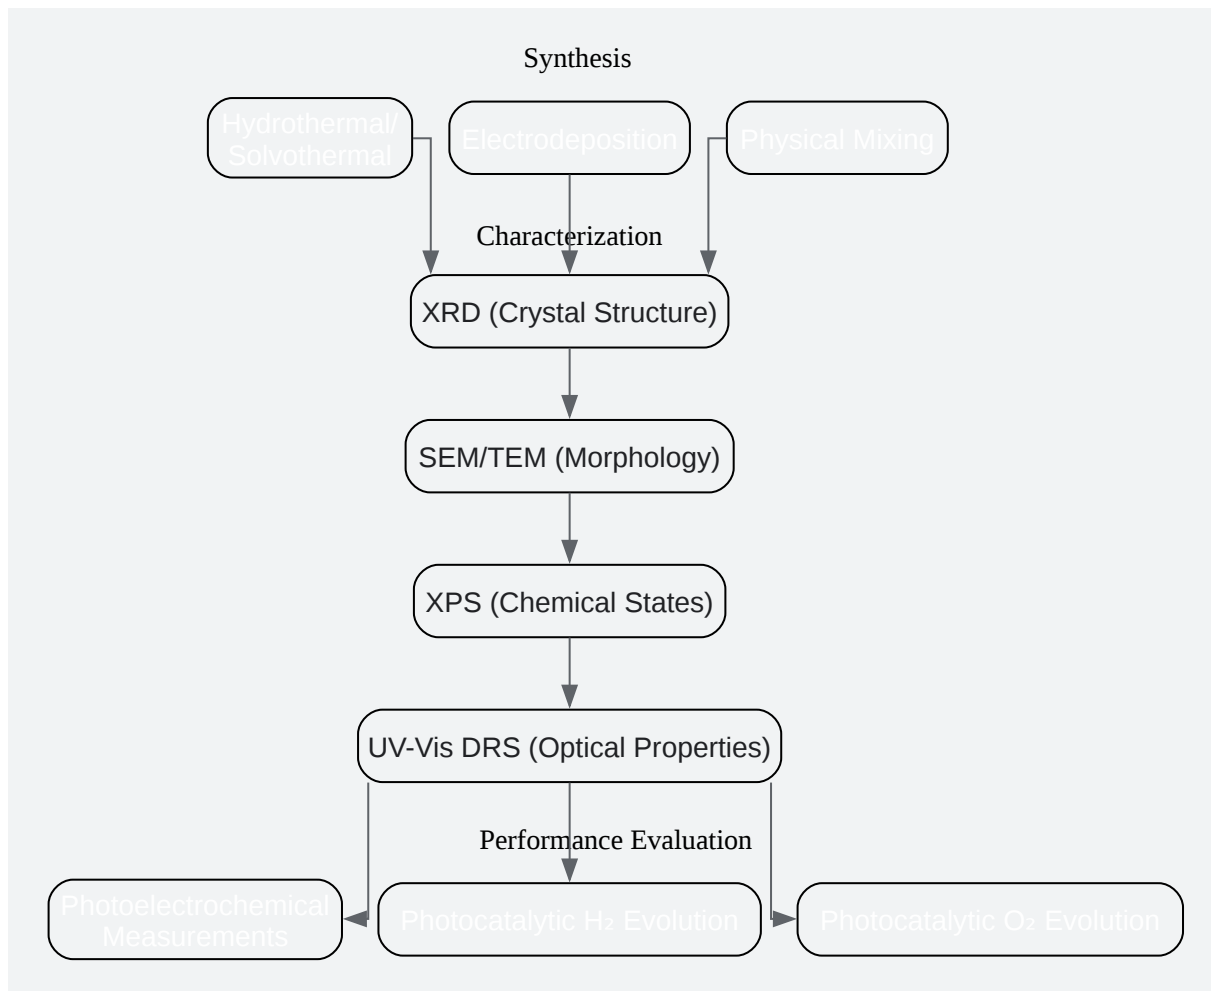 Synthesis
Hydrothermal/
Solvothermal
Electrodeposition
Physical Mixing
Characterization
XRD (Crystal Structure)
SEM/TEM (Morphology)
XPS (Chemical States)
UV-Vis DRS (Optical Properties)
Performance Evaluation
Photoelectrochemical
Measurements
Photocatalytic H₂ Evolution
Photocatalytic O₂ Evolution